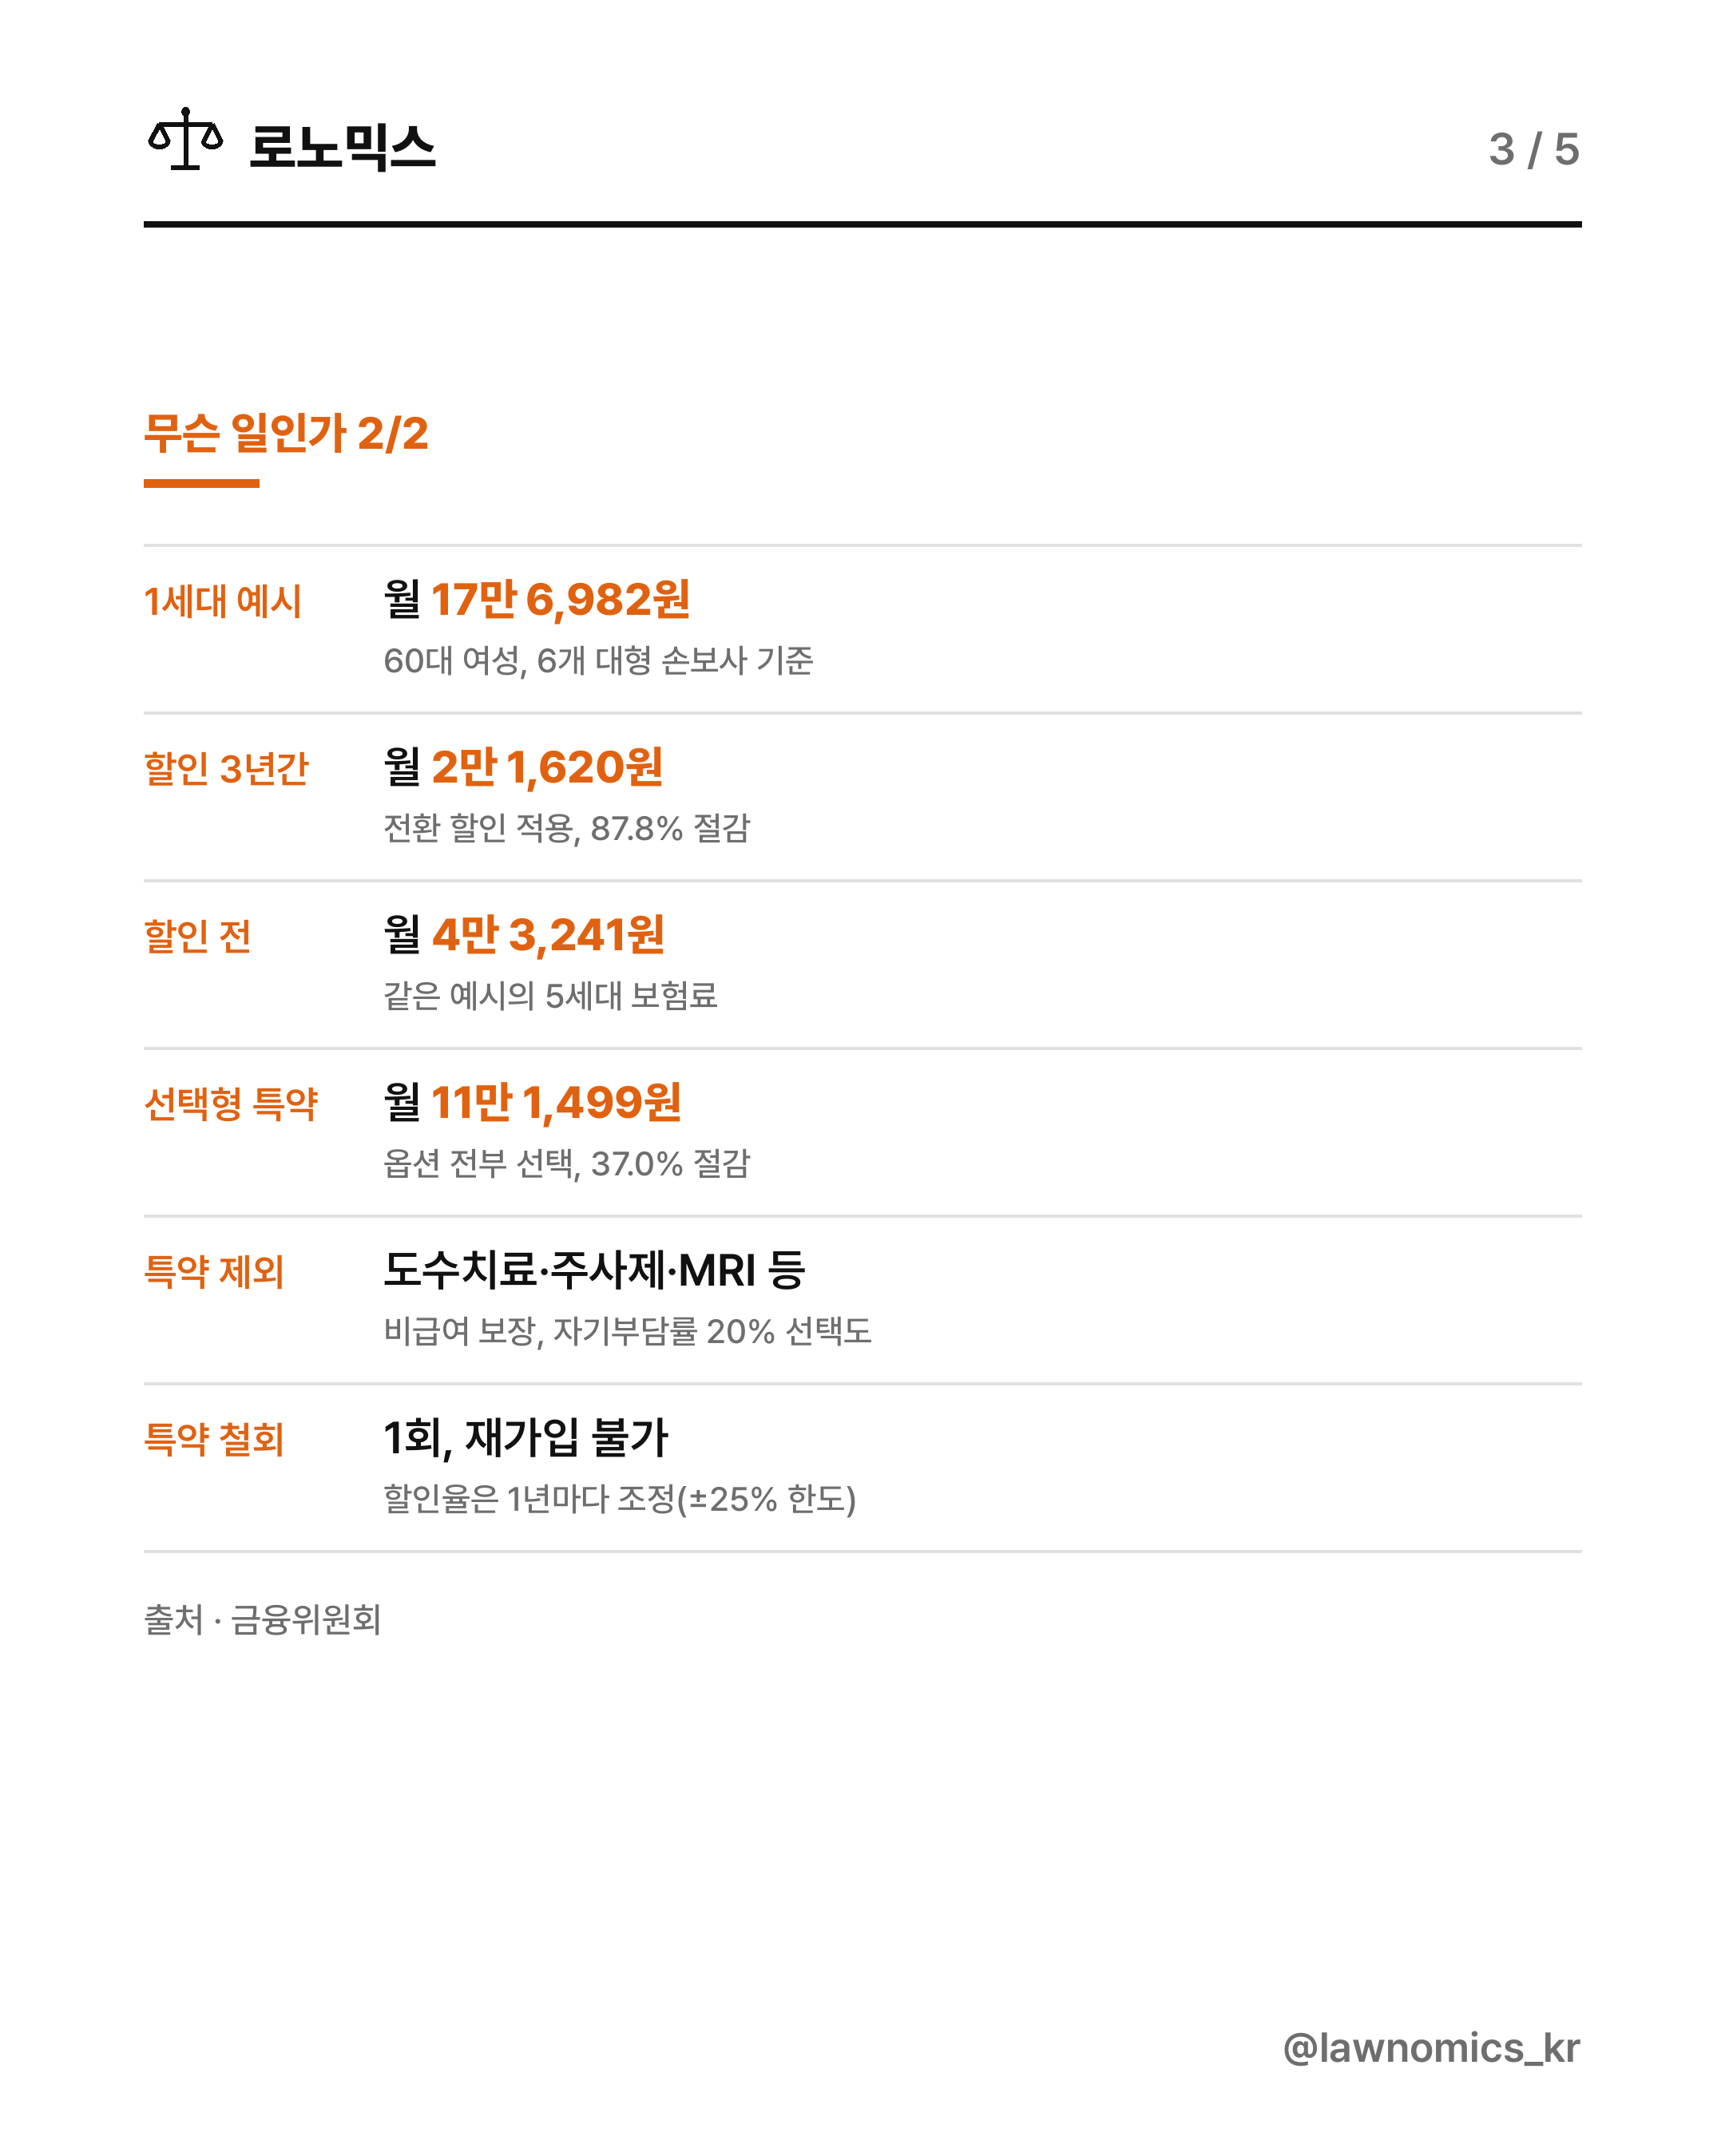 로노믹스
3 / 5
무슨 일인가 2/2
1세대 예시
월 17만 6,982원
60대 여성, 6개 대형 손보사 기준
할인 3년간
월 2만 1,620원
전환 할인 적용, 87.8% 절감
할인 전
월 4만 3,241원
같은 예시의 5세대 보험료
선택형 특약
월 11만 1,499원
옵션 전부 선택, 37.0% 절감
특약 제외
도수치료·주사제·MRI 등
비급여 보장, 자기부담률 20% 선택도
특약 철회
1회, 재가입 불가
할인율은 1년마다 조정(±25% 한도)
출처 · 금융위원회
@lawnomics_kr